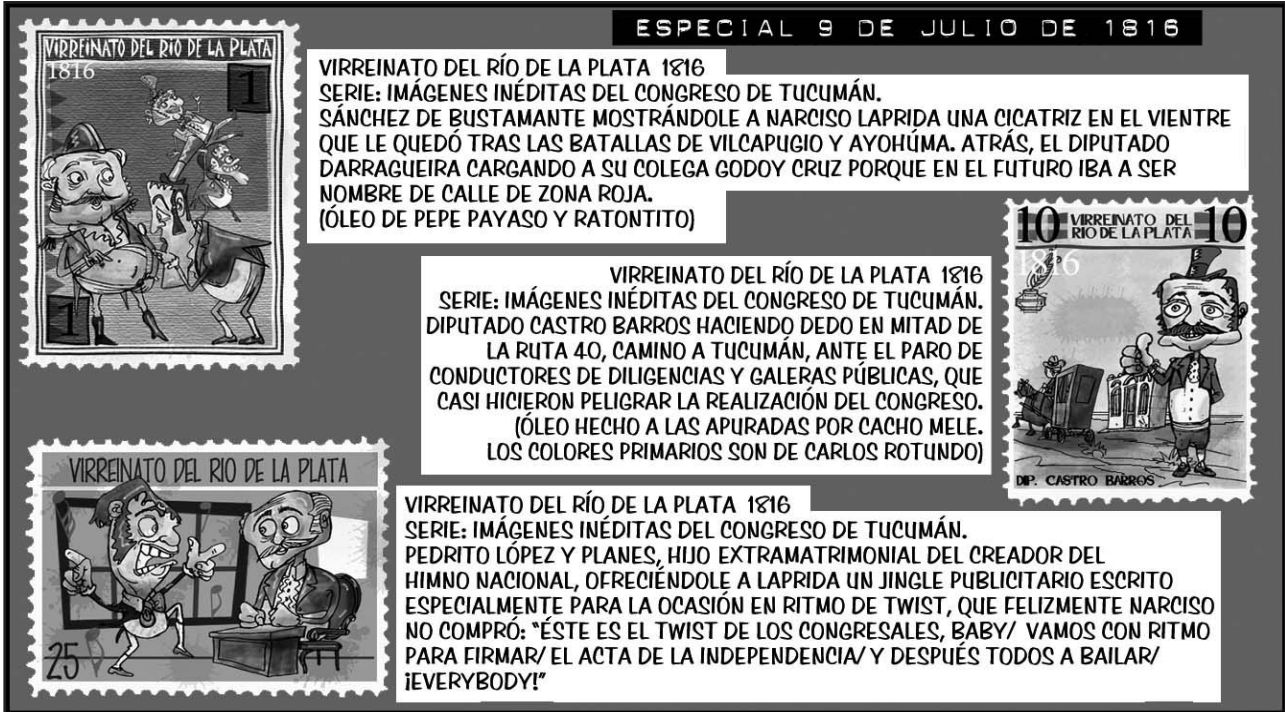 ESPECIAL 9 DE JULIO DE 1816
VIRREINATO DEL RÍO DE LA PLATA
1816
1
1
VIRREINATO DEL RÍO DE LA PLATA 1816
SERIE: IMÁGENES INÉDITAS DEL CONGRESO DE TUCUMÁN.
SÁNCHEZ DE BUSTAMANTE MOSTRÁNDOLE A NARCISO LAPRIDA UNA CICATRIZ EN EL VIENTRE
QUE LE QUEDÓ TRAS LAS BATALLAS DE VILCAPUGIO Y AYOHÚMA. ATRÁS, EL DIPUTADO
DARRAGUEIRA CARGANDO A SU COLEGA GODOY CRUZ PORQUE EN EL FUTURO IBA A SER
NOMBRE DE CALLE DE ZONA ROJA.
(ÓLEO DE PEPE PAYASO Y RATONTITO)
10 VIRREINATO DEL 10
RIO DE LA PLATA
1816
DIP. CASTRO BARROS
VIRREINATO DEL RÍO DE LA PLATA 1816
SERIE: IMÁGENES INÉDITAS DEL CONGRESO DE TUCUMÁN.
DIPUTADO CASTRO BARROS HACIENDO DEDO EN MITAD DE
LA RUTA 40, CAMINO A TUCUMÁN, ANTE EL PARO DE
CONDUCTORES DE DILIGENCIAS Y GALERAS PÚBLICAS, QUE
CASI HICIERON PELIGRAR LA REALIZACIÓN DEL CONGRESO.
(ÓLEO HECHO A LAS APURADAS POR CACHO MELE.
LOS COLORES PRIMARIOS SON DE CARLOS ROTUNDO)
VIRREINATO DEL RIO DE LA PLATA
25
VIRREINATO DEL RÍO DE LA PLATA 1816
SERIE: IMÁGENES INÉDITAS DEL CONGRESO DE TUCUMÁN.
PEDRITO LÓPEZ Y PLANES, HIJO EXTRAMATRIMONIAL DEL CREADOR DEL
HIMNO NACIONAL, OFRECIÉNDOLE A LAPRIDA UN JINGLE PUBLICITARIO ESCRITO
ESPECIALMENTE PARA LA OCASIÓN EN RITMO DE TWIST, QUE FELIZMENTE NARCISO
NO COMPRÓ: "ÉSTE ES EL TWIST DE LOS CONGRESALES, BABY/ VAMOS CON RITMO
PARA FIRMAR/ EL ACTA DE LA INDEPENDENCIA/ Y DESPUÉS TODOS A BAILAR/
¡EVERYBODY!"